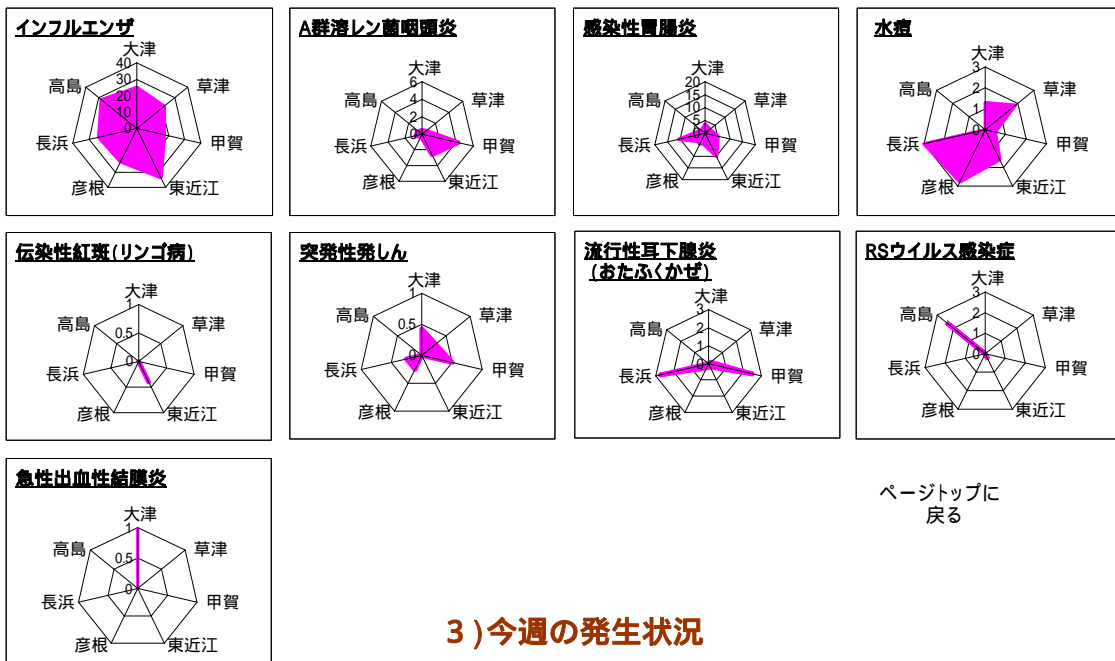 インフルエンザ
大津
40
30
20
10
0
草津
甲賀
東近江
彦根
長浜
高島
A群溶レン菌咽頭炎
大津
6
4
2
0
草津
甲賀
東近江
彦根
長浜
高島
感染性胃腸炎
大津
20
15
10
5
0
草津
甲賀
東近江
彦根
長浜
高島
水痘
大津
3
2
1
0
草津
甲賀
東近江
彦根
長浜
高島
伝染性紅斑(リンゴ病)
大津
1
0.5
0
草津
甲賀
東近江
彦根
長浜
高島
突発性発しん
大津
1
0.5
0
草津
甲賀
東近江
彦根
長浜
高島
流行性耳下腺炎
(おたふくかぜ)
大津
3
2
1
0
草津
甲賀
東近江
彦根
長浜
高島
RSウイルス感染症
大津
3
2
1
0
草津
甲賀
東近江
彦根
長浜
高島
急性出血性結膜炎
大津
1
0.5
0
草津
甲賀
東近江
彦根
長浜
高島
ページトップに
戻る
3)今週の発生状況